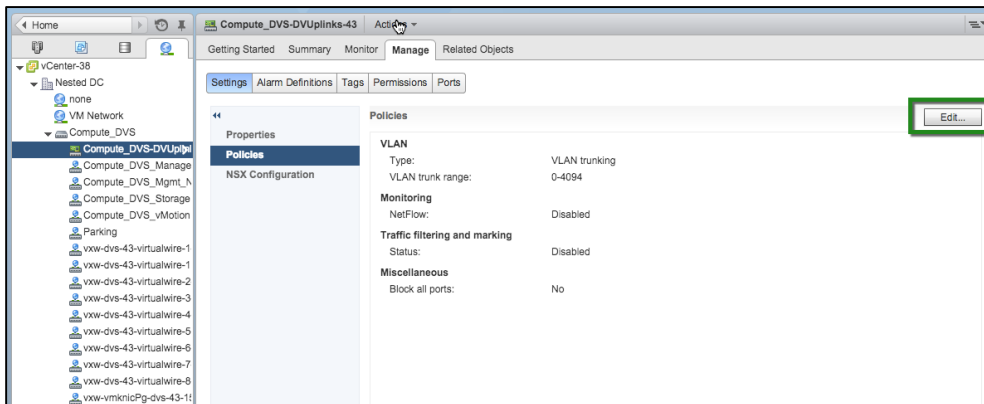 Home
Compute_DVS-DVUplinks-43
Actions
Getting Started
Summary
Monitor
Manage
Related Objects
vCenter-38
Nested DC
none
VM Network
Compute_DVS
Compute_DVS-DVUpl
Compute_DVS_Manage
Compute_DVS_Mgmt_N
Compute_DVS_Storage
Compute_DVS_vMotion
Parking
vxw-dvs-43-virtualwire-1
vxw-dvs-43-virtualwire-1
vxw-dvs-43-virtualwire-2
vxw-dvs-43-virtualwire-3
vxw-dvs-43-virtualwire-4
vxw-dvs-43-virtualwire-5
vxw-dvs-43-virtualwire-6
vxw-dvs-43-virtualwire-7
vxw-dvs-43-virtualwire-8
vxw-vmknicPg-dvs-43-1
Settings
Alarm Definitions
Tags
Permissions
Ports
Properties
Policies
NSX Configuration
Policies
Edit...
VLAN
Type: VLAN trunking
VLAN trunk range: 0-4094
Monitoring
NetFlow: Disabled
Traffic filtering and marking
Status: Disabled
Miscellaneous
Block all ports: No